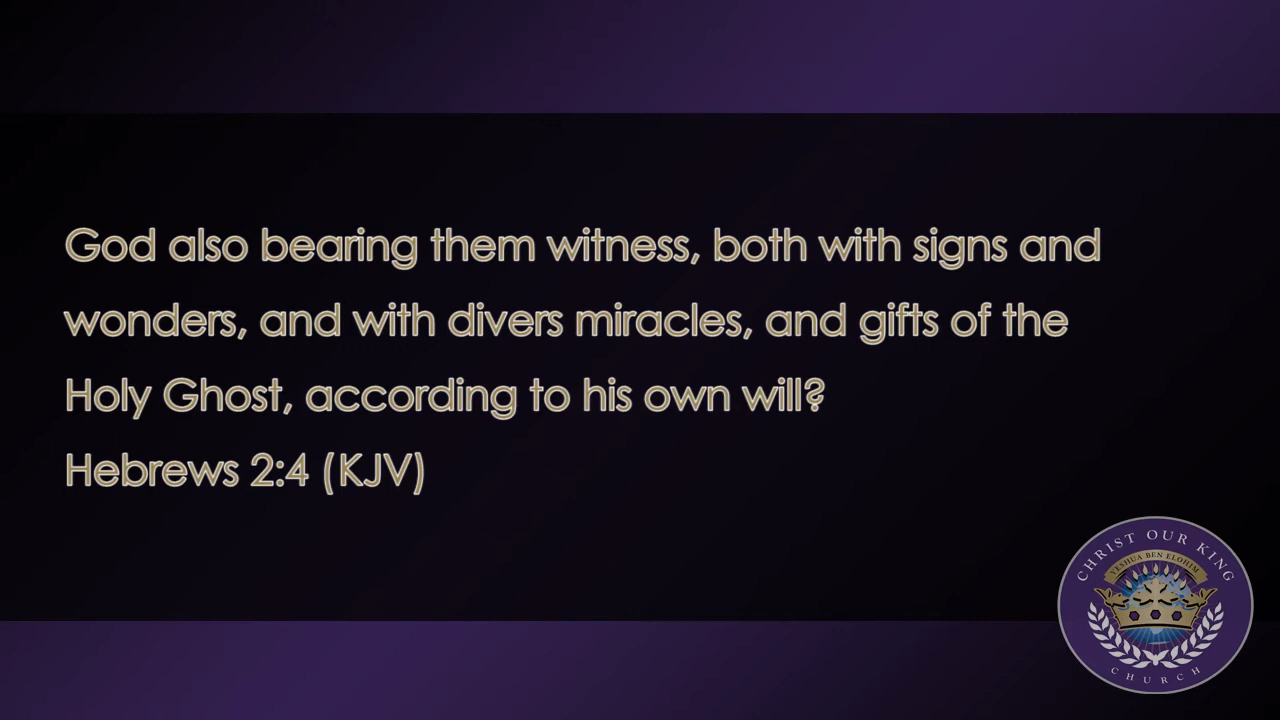 God also bearing them witness, both with signs and
wonders, and with divers miracles, and gifts of the
Holy Ghost, according to his own will?
Hebrews 2:4 (KJV)
CHRIST OUR KING
YESHUA BEN ELOHIM
CHURCH